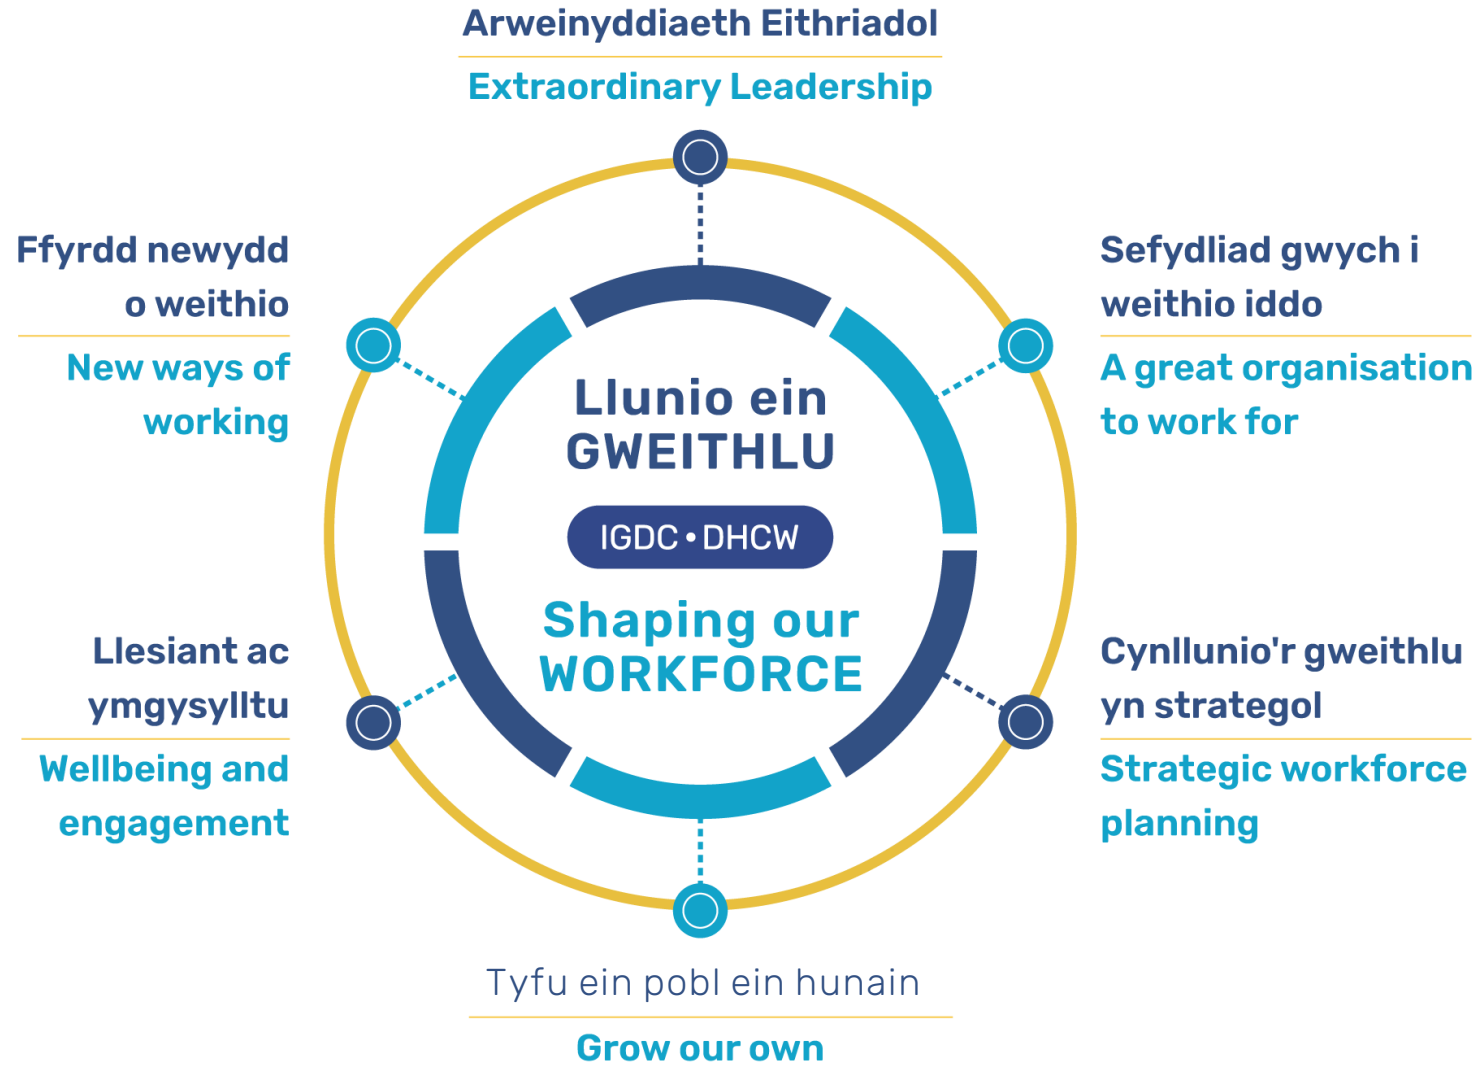 Arweinyddiaeth Eithriadol
Extraordinary Leadership
Ffyrdd newydd
o weithio
New ways of
working
Sefydliad gwych i
weithio iddo
A great organisation
to work for
Llunio ein
GWEITHLU
IGDC • DHCW
Shaping our
WORKFORCE
Llesiant ac
ymgysylltu
Wellbeing and
engagement
Cynllunio'r gweithlu
yn strategol
Strategic workforce
planning
Tyfu ein pobl ein hunain
Grow our own